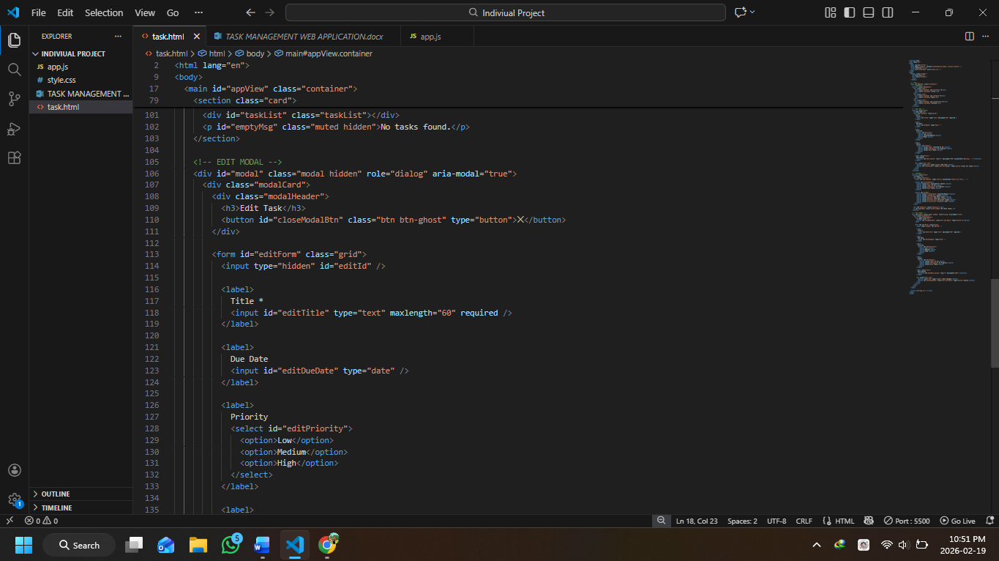 File Edit Selection View Go ··· Indiviual Project
EXPLORER ···
INDIVIUAL PROJECT
JS app.js
# style.css
TASK MANAGEMENT ...
<> task.html
OUTLINE
TIMELINE
<> task.html × TASK MANAGEMENT WEB APPLICATION.docx JS app.js
<> task.html > html > body > main#appView.container
2 <html lang="en">
9 <body>
17 <main id="appView" class="container">
79 <section class="card">
101 <div id="taskList" class="taskList"></div>
102 <p id="emptyMsg" class="muted hidden">No tasks found.</p>
103 </section>
104
105 <!-- EDIT MODAL -->
106 <div id="modal" class="modal hidden" role="dialog" aria-modal="true">
107 <div class="modalCard">
108 <div class="modalHeader">
109 <h3>Edit Task</h3>
110 <button id="closeModalBtn" class="btn btn-ghost" type="button">✕</button>
111 </div>
112
113 <form id="editForm" class="grid">
114 <input type="hidden" id="editId" />
115
116 <label>
117 Title *
118 <input id="editTitle" type="text" maxlength="60" required />
119 </label>
120
121 <label>
122 Due Date
123 <input id="editDueDate" type="date" />
124 </label>
125
126 <label>
127 Priority
128 <select id="editPriority">
129 <option>Low</option>
130 <option>Medium</option>
131 <option>High</option>
132 </select>
133 </label>
134
135 <label>
1
0 0 Ln 18, Col 23 Spaces: 2 UTF-8 CRLF {} HTML Port : 5500 Go Live
Search 5 10:51 PM
2026-02-19